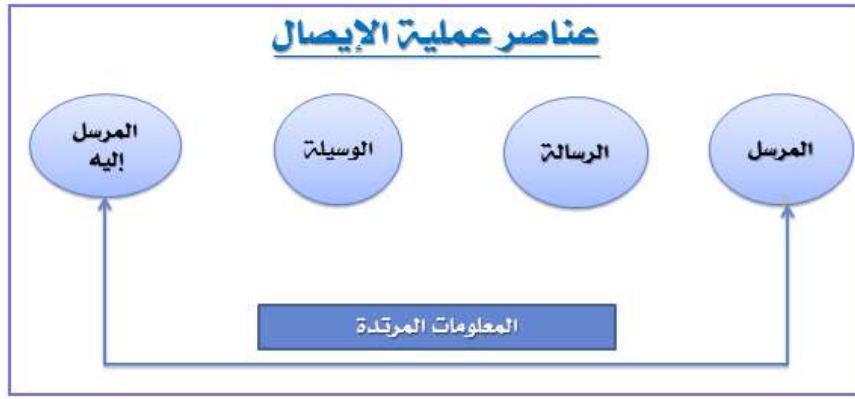 عناصر عملية الإيصال
المرسل
الرسالة
الوسيلة
المرسل
إليه
المعلومات المرتدة